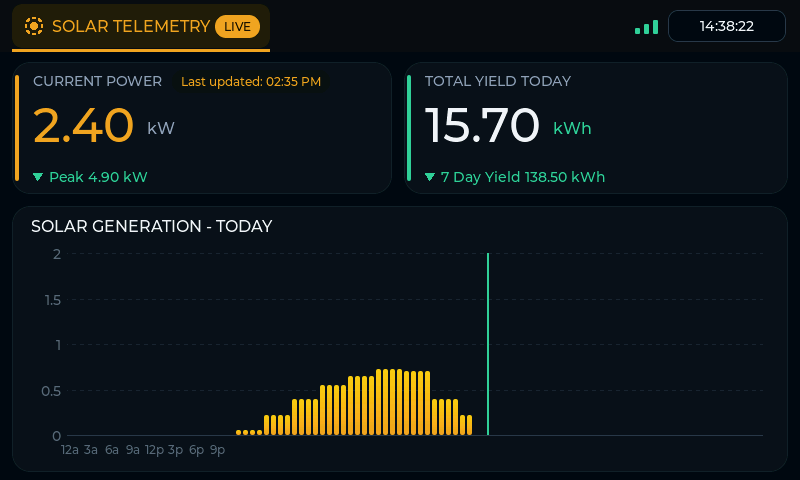 SOLAR TELEMETRY LIVE 14:38:22
CURRENT POWER Last updated: 02:35 PM
2.40 kW
Peak 4.90 kW
TOTAL YIELD TODAY
15.70 kWh
7 Day Yield 138.50 kWh
SOLAR GENERATION - TODAY
2
1.5
1
0.5
0
12a 3a 6a 9a 12p 3p 6p 9p